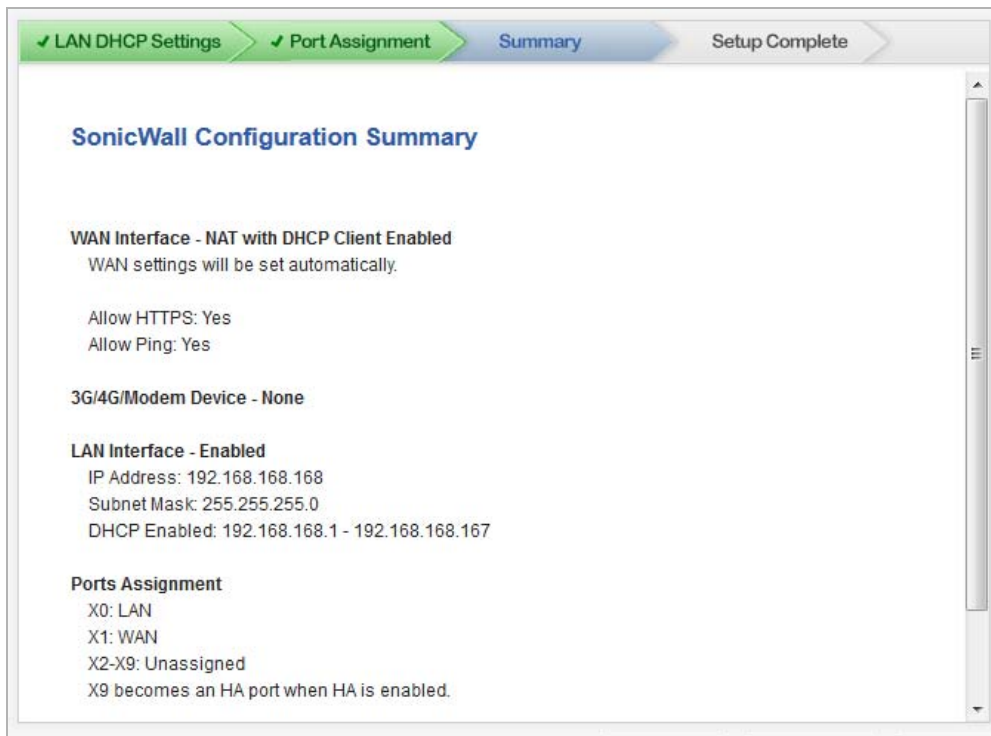 ✔ LAN DHCP Settings ✔ Port Assignment Summary Setup Complete
SonicWall Configuration Summary
WAN Interface - NAT with DHCP Client Enabled
WAN settings will be set automatically.
Allow HTTPS: Yes
Allow Ping: Yes
3G/4G/Modem Device - None
LAN Interface - Enabled
IP Address: 192.168.168.168
Subnet Mask: 255.255.255.0
DHCP Enabled: 192.168.168.1 - 192.168.168.167
Ports Assignment
X0: LAN
X1: WAN
X2-X9: Unassigned
X9 becomes an HA port when HA is enabled.